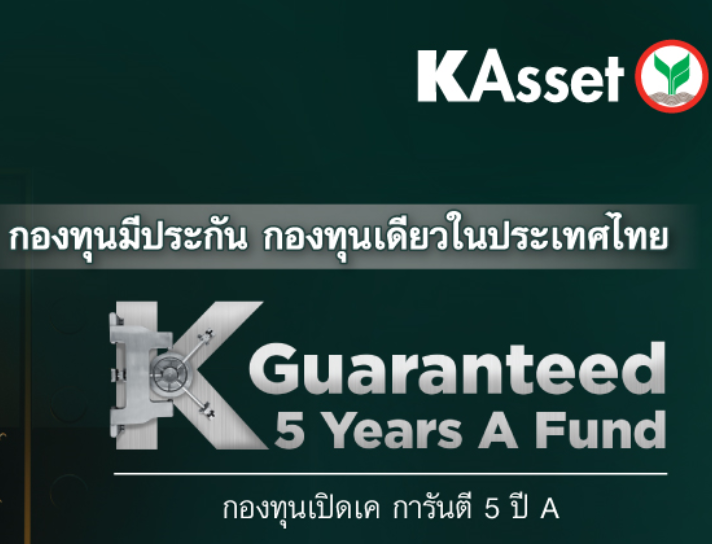 KAsset
กองทุนมีประกัน กองทุนเดียวในประเทศไทย
K Guaranteed
5 Years A Fund
กองทุนเปิดเค การันตี 5 ปี A